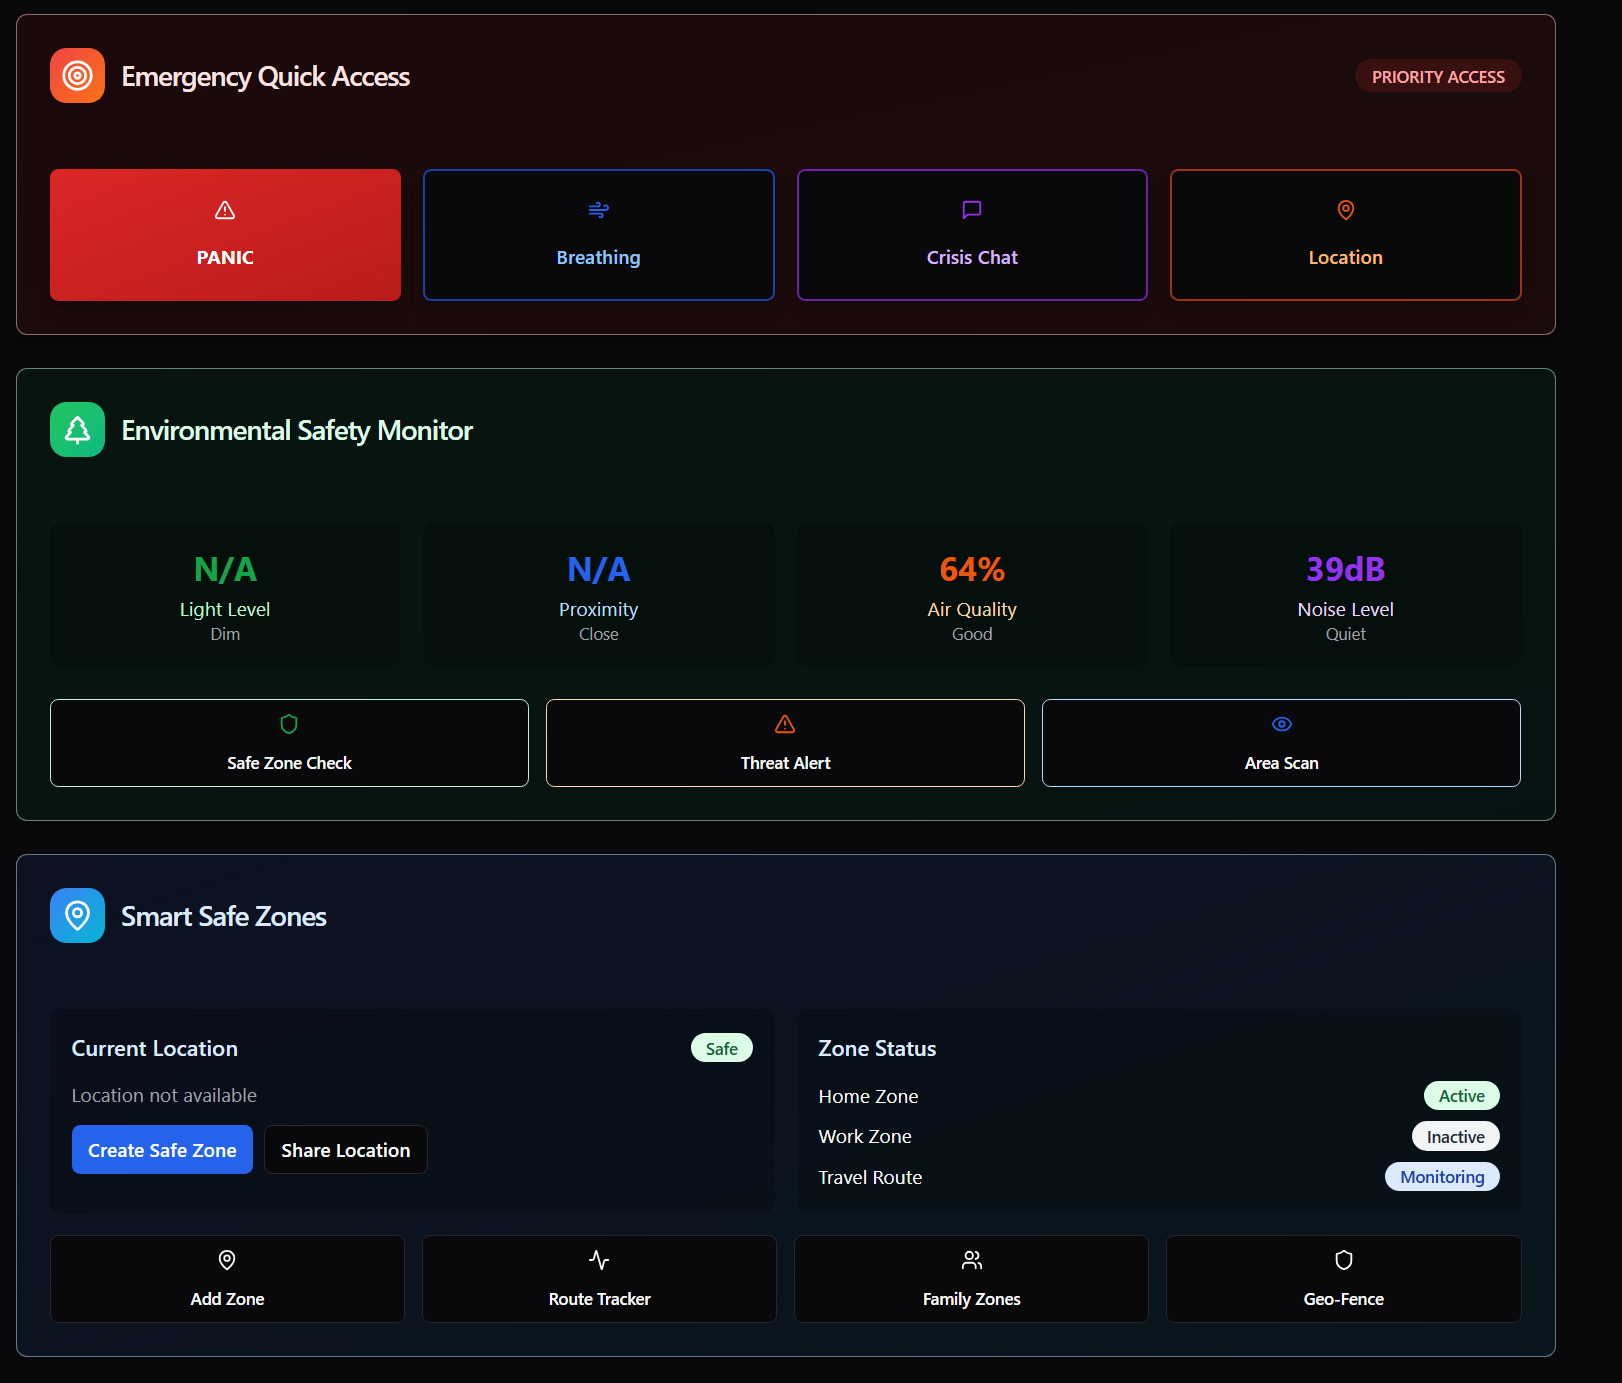 Emergency Quick Access
PRIORITY ACCESS
PANIC
Breathing
Crisis Chat
Location
Environmental Safety Monitor
N/A
Light Level
Dim
N/A
Proximity
Close
64%
Air Quality
Good
39dB
Noise Level
Quiet
Safe Zone Check
Threat Alert
Area Scan
Smart Safe Zones
Current Location
Safe
Location not available
Create Safe Zone
Share Location
Zone Status
Home Zone
Active
Work Zone
Inactive
Travel Route
Monitoring
Add Zone
Route Tracker
Family Zones
Geo-Fence